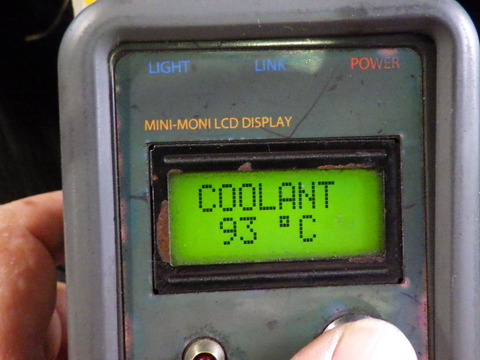 LIGHT LINK POWER
MINI-MONI LCD DISPLAY
COOLANT
93 °C